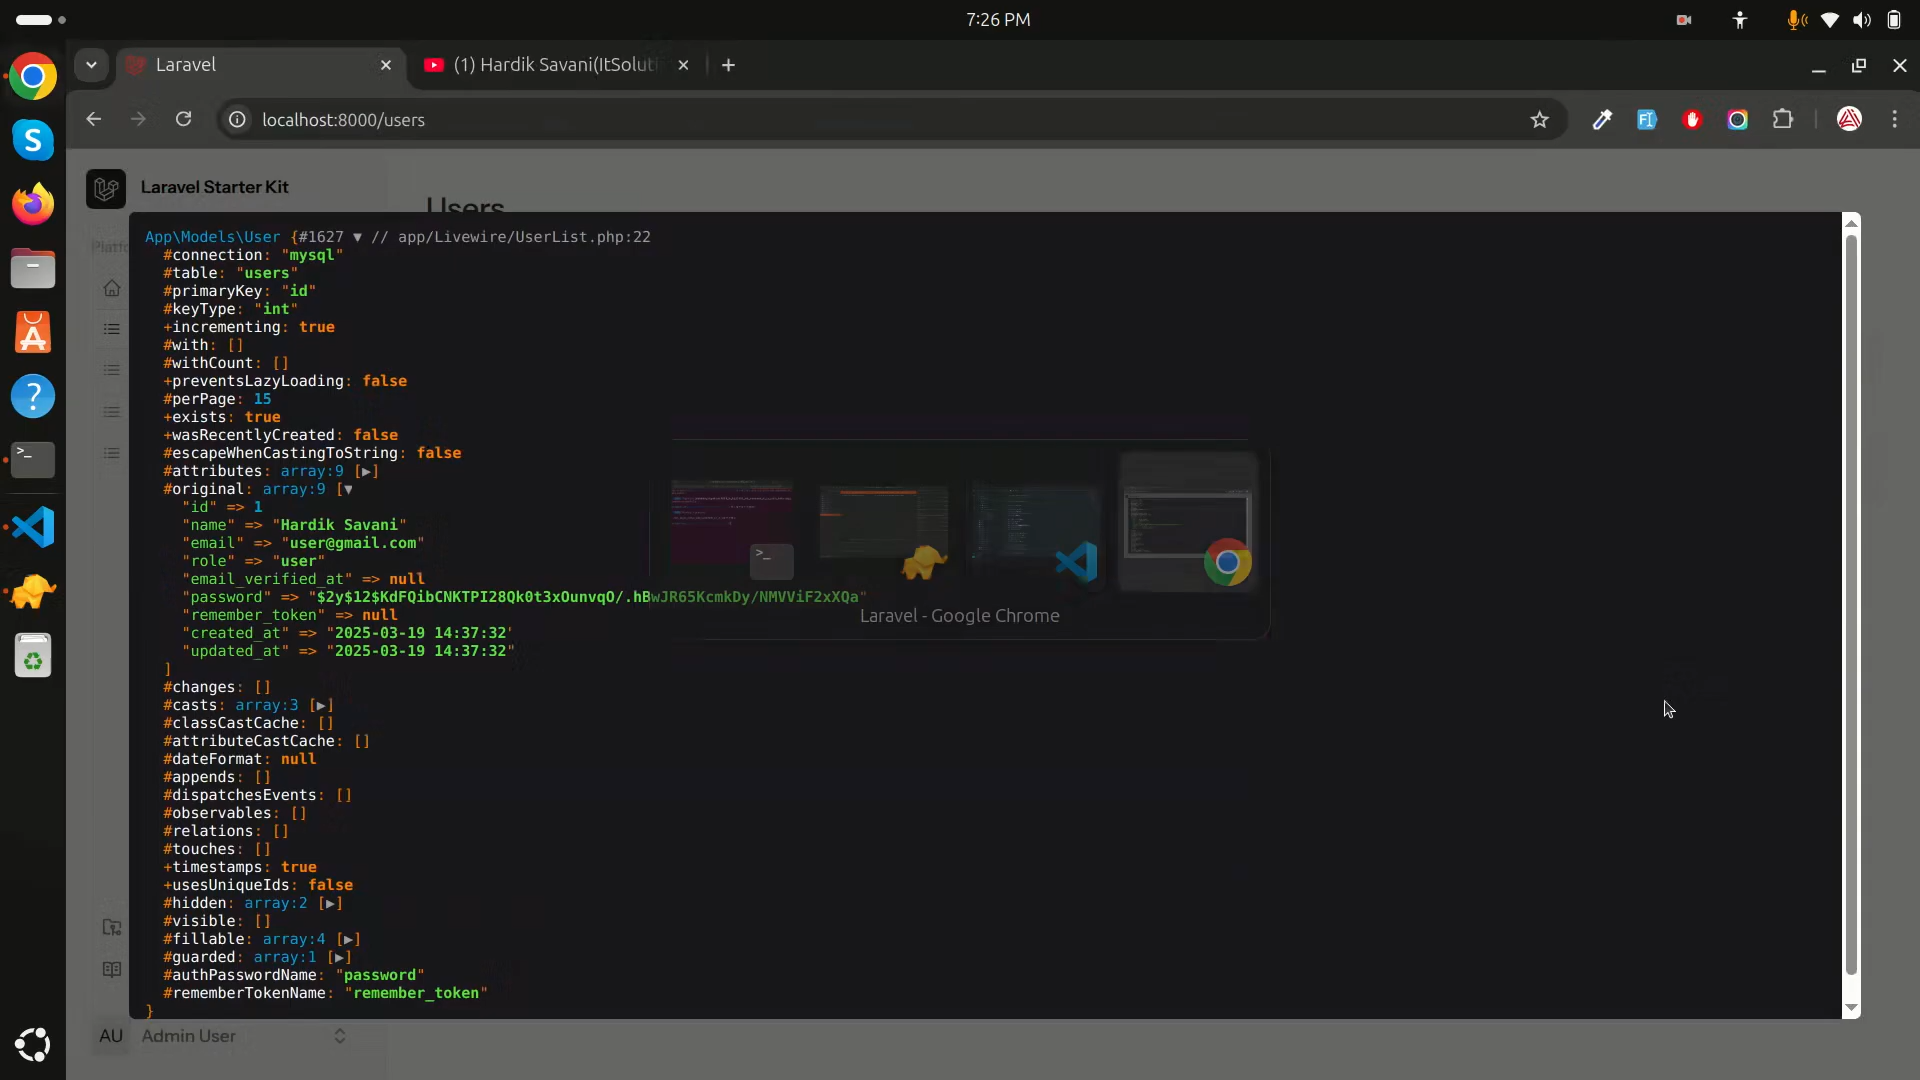 7:26 PM
Laravel
(1) Hardik Savani(ItSoluti
localhost:8000/users
Laravel Starter Kit
Users
Platf
App\Models\User {#1627 ▼ // app/Livewire/UserList.php:22
#connection: "mysql"
#table: "users"
#primaryKey: "id"
#keyType: "int"
+incrementing: true
#with: []
#withCount: []
+preventsLazyLoading: false
#perPage: 15
+exists: true
+wasRecentlyCreated: false
#escapeWhenCastingToString: false
#attributes: array:9 [▶]
#original: array:9 [▼
"id" => 1
"name" => "Hardik Savani"
"email" => "user@gmail.com"
"role" => "user"
"email_verified_at" => null
"password" => "$2y$12$KdFQibCNKTPI28Qk0t3xOunvqO/.hBwJR65KcmkDy/NMVViF2xXQa"
"remember_token" => null
"created_at" => "2025-03-19 14:37:32"
"updated_at" => "2025-03-19 14:37:32"
]
#changes: []
#casts: array:3 [▶]
#classCastCache: []
#attributeCastCache: []
#dateFormat: null
#appends: []
#dispatchesEvents: []
#observables: []
#relations: []
#touches: []
+timestamps: true
+usesUniqueIds: false
#hidden: array:2 [▶]
#visible: []
#fillable: array:4 [▶]
#guarded: array:1 [▶]
#authPasswordName: "password"
#rememberTokenName: "remember_token"
}
Laravel - Google Chrome
AU Admin User